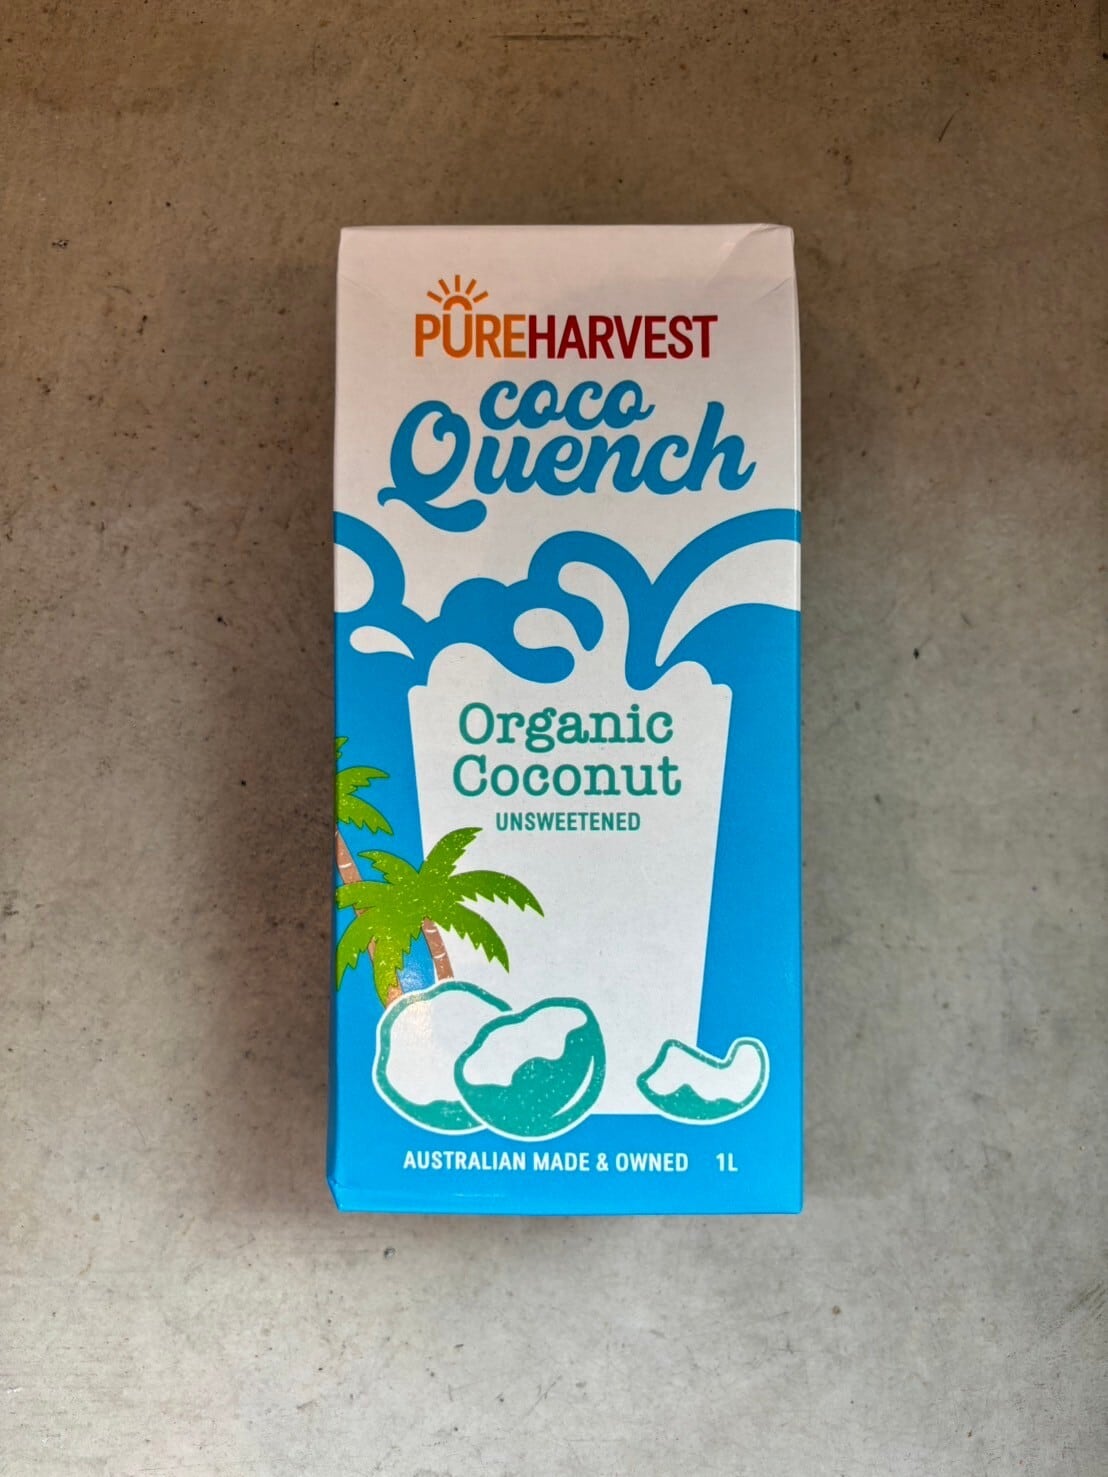 PUREHARVEST
coco
Quench
Organic
Coconut
UNSWEETENED
AUSTRALIAN MADE & OWNED 1L